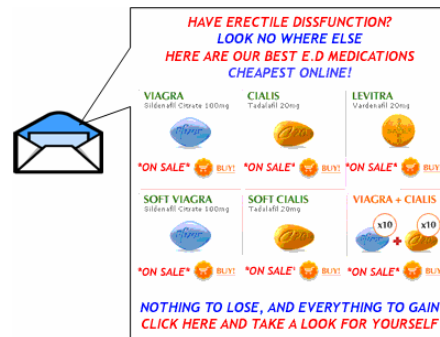 HAVE ERECTILE DISSFUNCTION?
LOOK NO WHERE ELSE
HERE ARE OUR BEST E.D MEDICATIONS
CHEAPEST ONLINE!
VIAGRA CIALIS LEVITRA
Sildenafil Citrate 100mg Tadalafil 20mg Vardenafil 20mg
*ON SALE* BUY! *ON SALE* BUY! *ON SALE* BUY!
SOFT VIAGRA SOFT CIALIS VIAGRA + CIALIS
Sildenafil Citrate 100mg Tadalafil 20mg
x10 + x10
*ON SALE* BUY! *ON SALE* BUY! *ON SALE* BUY!
NOTHING TO LOSE, AND EVERYTHING TO GAIN
CLICK HERE AND TAKE A LOOK FOR YOURSELF